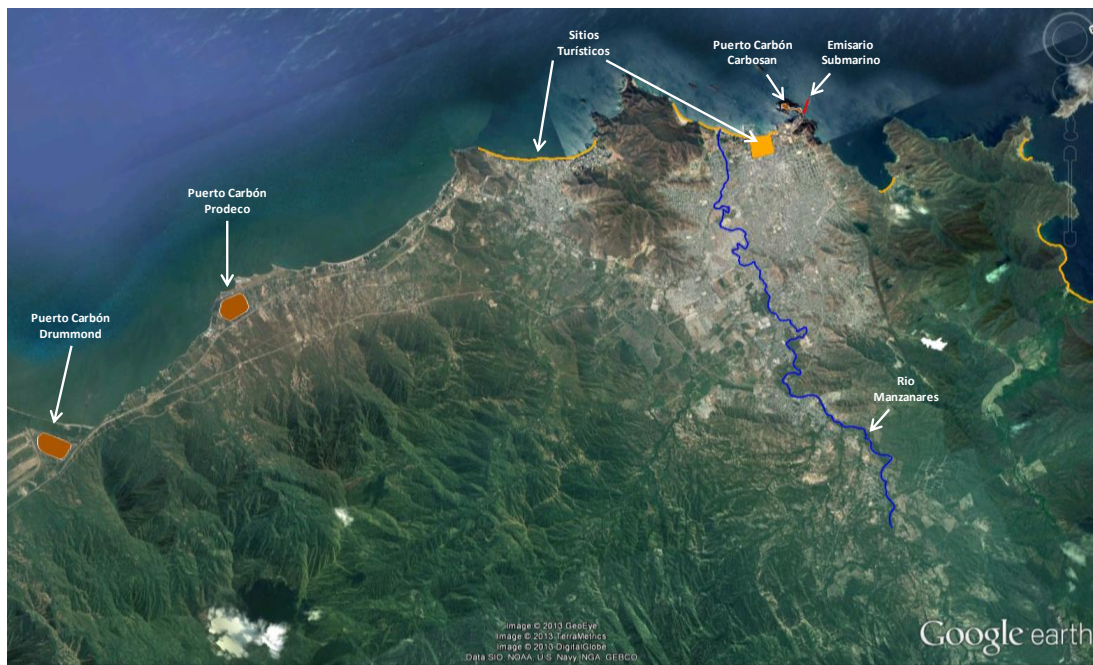 Sitios
Turísticos
Puerto Carbón
Carbosan
Emisario
Submarino
Puerto Carbón
Prodeco
Puerto Carbón
Drummond
Rio
Manzanares
Image © 2013 GeoEye
Image © 2013 TerraMetrics
Image © 2013 DigitalGlobe
Data SIO, NOAA, U.S. Navy, NGA, GEBCO
Google earth